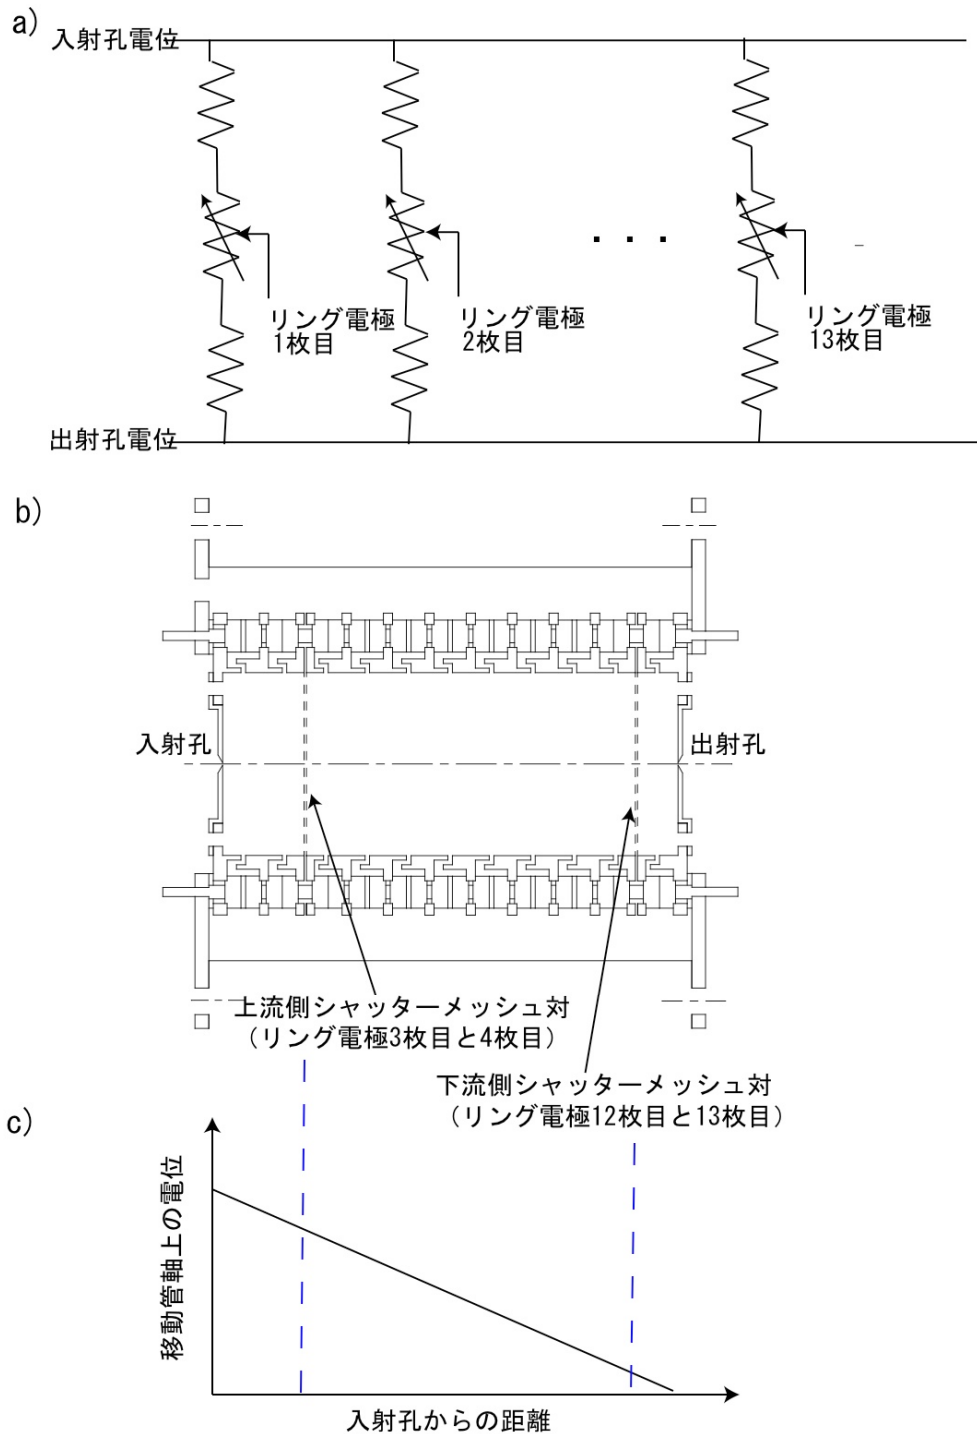 a)
入射孔電位
リング電極
1枚目
リング電極
2枚目
・・・
リング電極
13枚目
出射孔電位
b)
入射孔
出射孔
上流側シャッターメッシュ対
（リング電極3枚目と4枚目）
下流側シャッターメッシュ対
（リング電極12枚目と13枚目）
c)
移動管軸上の電位
入射孔からの距離